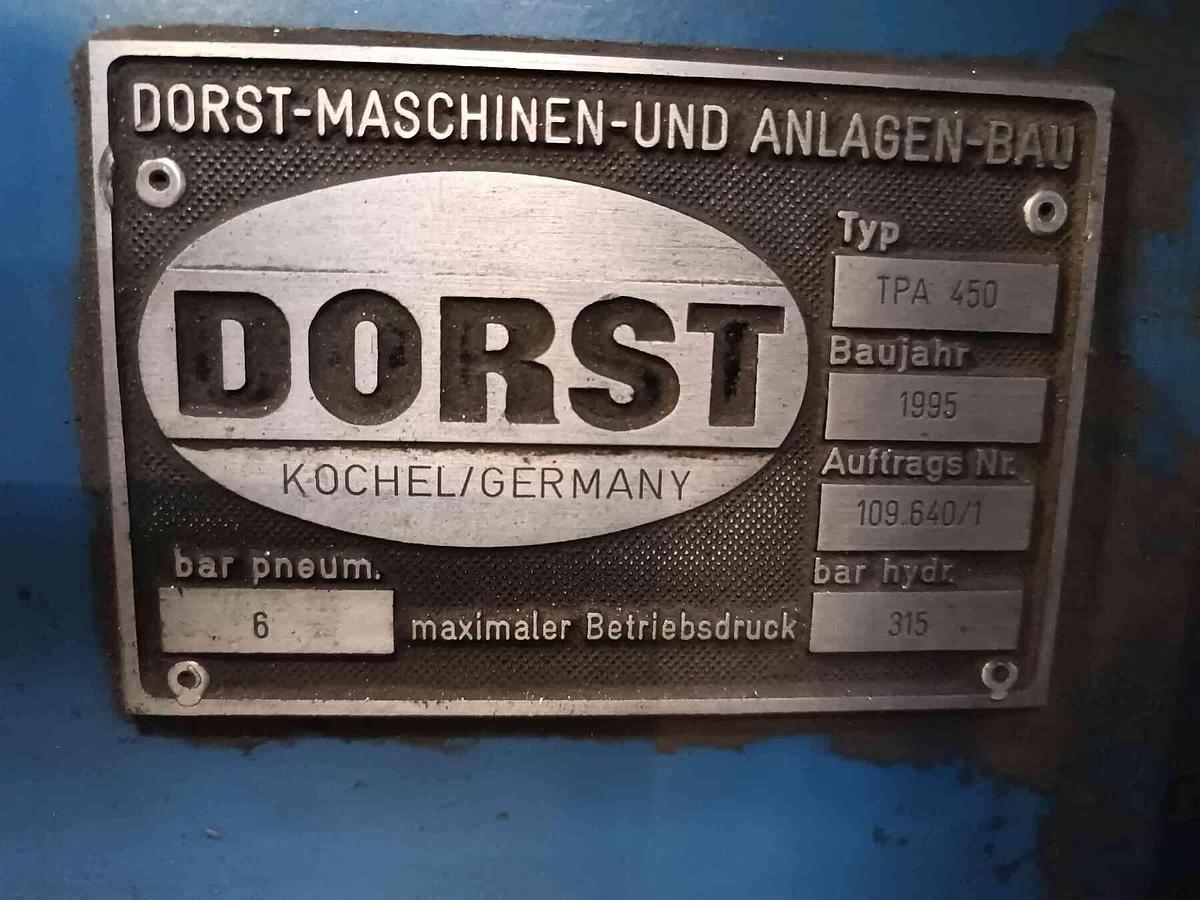 DORST-MASCHINEN-UND ANLAGEN-BAU
DORST
KOCHEL/GERMANY
Typ
TPA 450
Baujahr
1995
Auftrags Nr.
109.640/1
bar pneum.
6
maximaler Betriebsdruck
bar hydr.
315